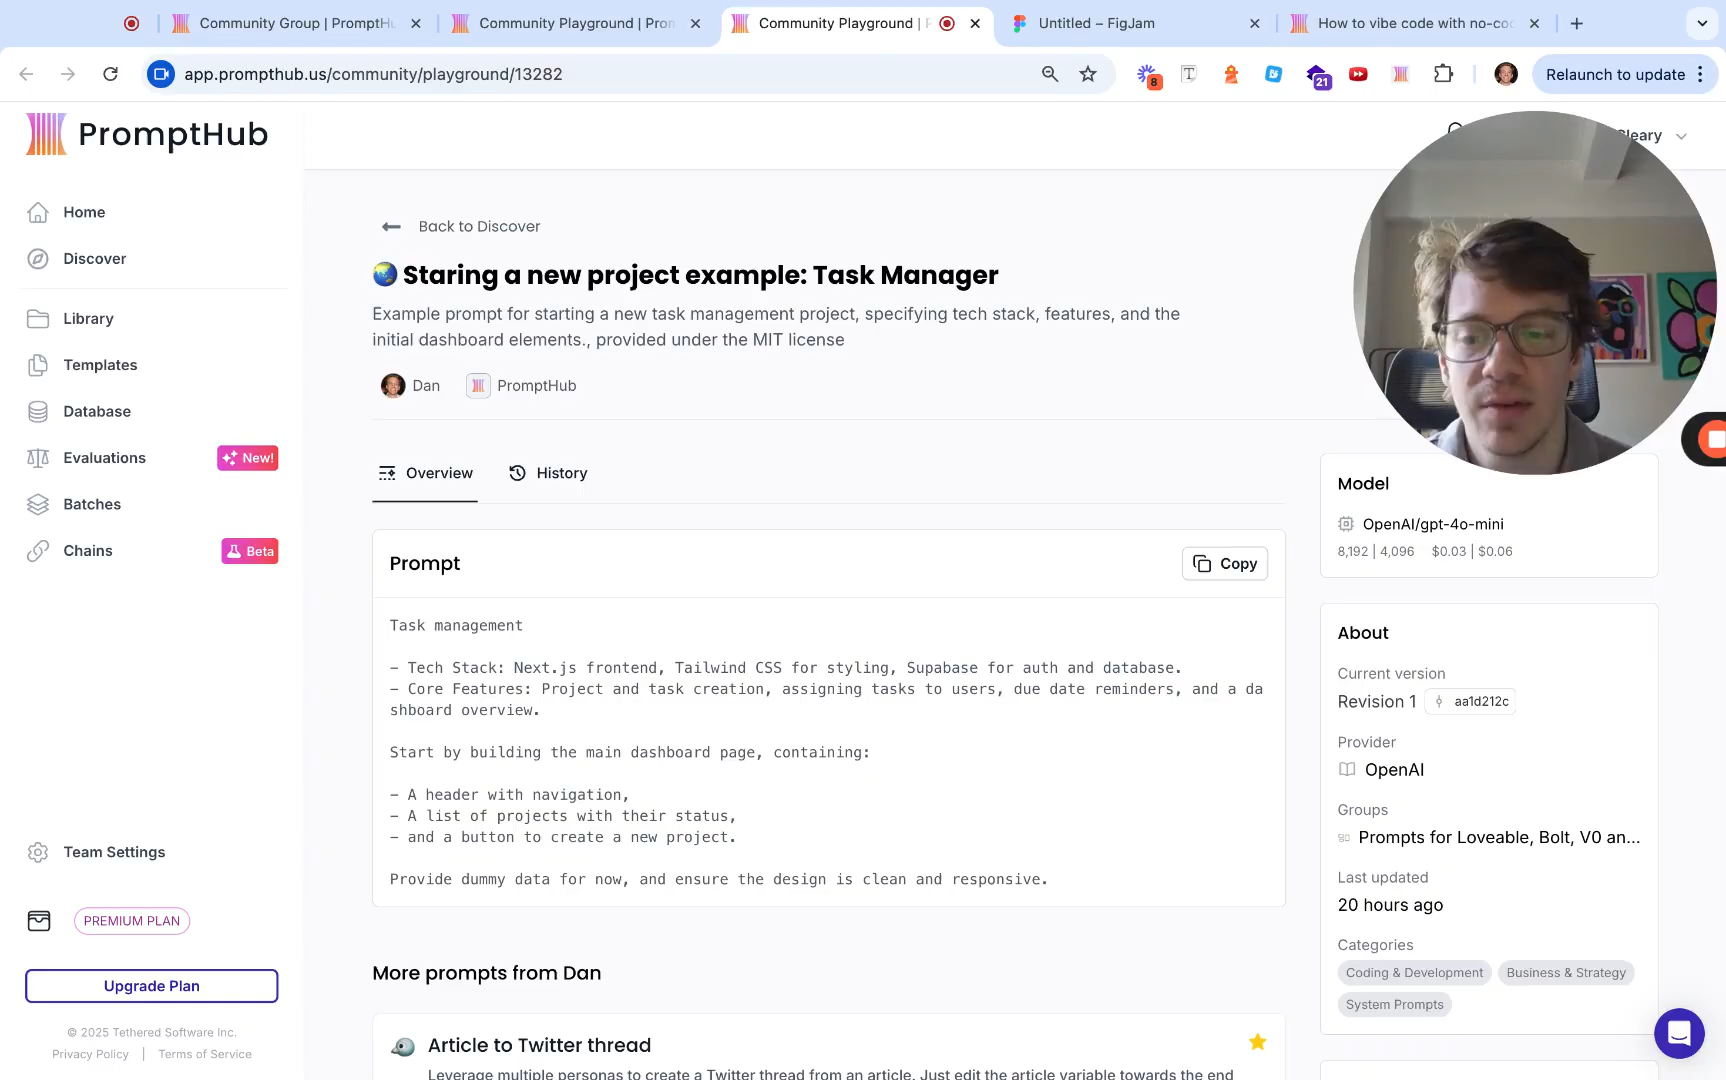 Community Group | PromptHu
Community Playground | Pron
Community Playground | P
Untitled – FigJam
How to vibe code with no-coc
app.prompthub.us/community/playground/13282
8
21
Relaunch to update
PromptHub
Cleary
Home
Discover
Library
Templates
Database
Evaluations
New!
Batches
Chains
Beta
Team Settings
PREMIUM PLAN
Upgrade Plan
© 2025 Tethered Software Inc.
Privacy Policy | Terms of Service
Back to Discover
Staring a new project example: Task Manager
Example prompt for starting a new task management project, specifying tech stack, features, and the
initial dashboard elements., provided under the MIT license
Dan
PromptHub
Overview
History
Prompt
Copy
Task management
- Tech Stack: Next.js frontend, Tailwind CSS for styling, Supabase for auth and database.
- Core Features: Project and task creation, assigning tasks to users, due date reminders, and a da
shboard overview.
Start by building the main dashboard page, containing:
- A header with navigation,
- A list of projects with their status,
- and a button to create a new project.
Provide dummy data for now, and ensure the design is clean and responsive.
More prompts from Dan
Article to Twitter thread
Leverage multiple personas to create a Twitter thread from an article. Just edit the article variable towards the end
Model
OpenAI/gpt-4o-mini
8,192 | 4,096 $0.03 | $0.06
About
Current version
Revision 1
aa1d212c
Provider
OpenAI
Groups
Prompts for Loveable, Bolt, V0 an...
Last updated
20 hours ago
Categories
Coding & Development
Business & Strategy
System Prompts